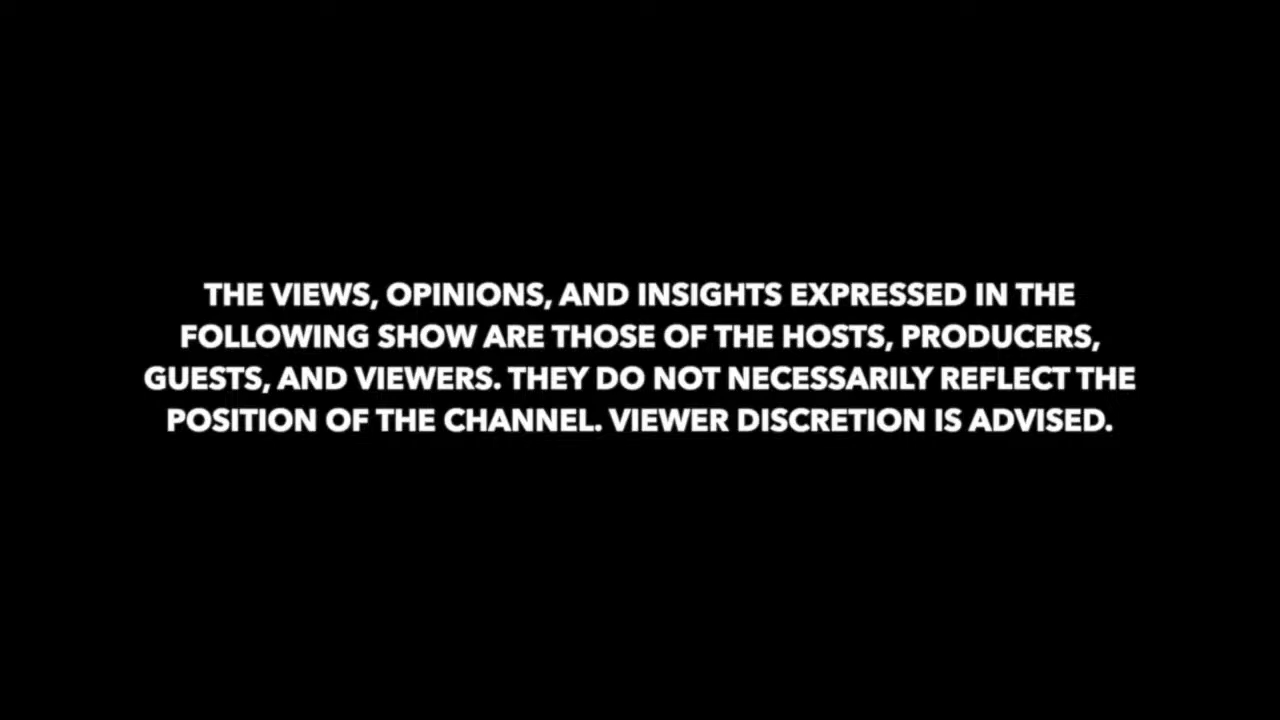 THE VIEWS, OPINIONS, AND INSIGHTS EXPRESSED IN THE
FOLLOWING SHOW ARE THOSE OF THE HOSTS, PRODUCERS,
GUESTS, AND VIEWERS. THEY DO NOT NECESSARILY REFLECT THE
POSITION OF THE CHANNEL. VIEWER DISCRETION IS ADVISED.